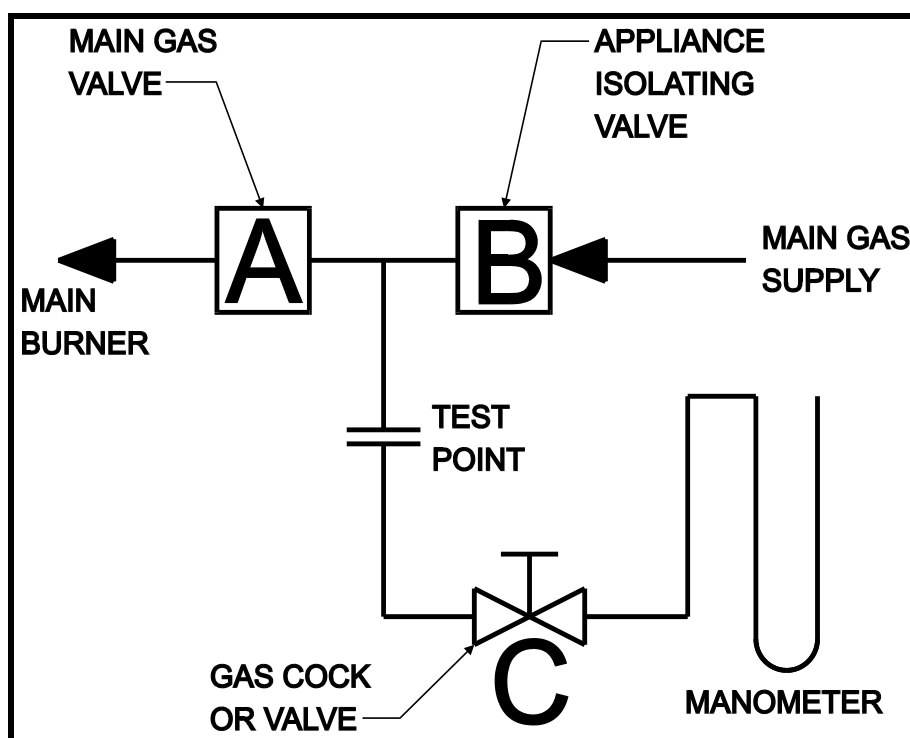 MAIN GAS
VALVE
APPLIANCE
ISOLATING
VALVE
A
B
MAIN GAS
SUPPLY
MAIN
BURNER
TEST
POINT
C
GAS COCK
OR VALVE
MANOMETER